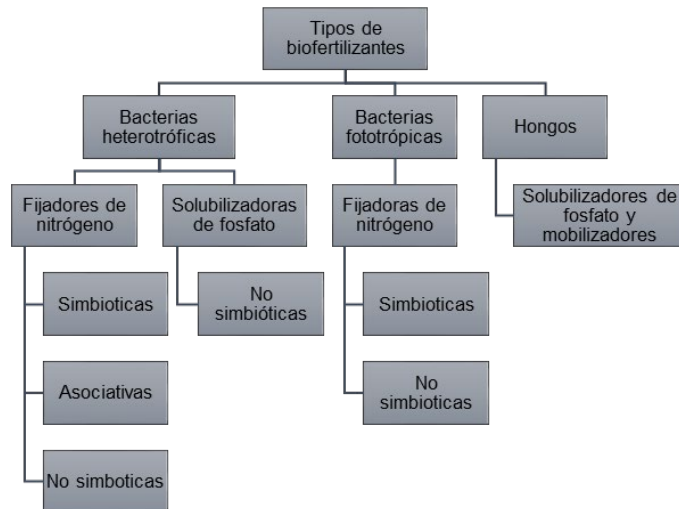 Tipos de
biofertilizantes
Bacterias
heterotróficas
Bacterias
fototrópicas
Hongos
Fijadores de
nitrógeno
Solubilizadoras
de fosfato
Fijadoras de
nitrógeno
Solubilizadores de
fosfato y
mobilizadores
Simbioticas
No
simbióticas
Simbioticas
Asociativas
No
simbioticas
No simboticas